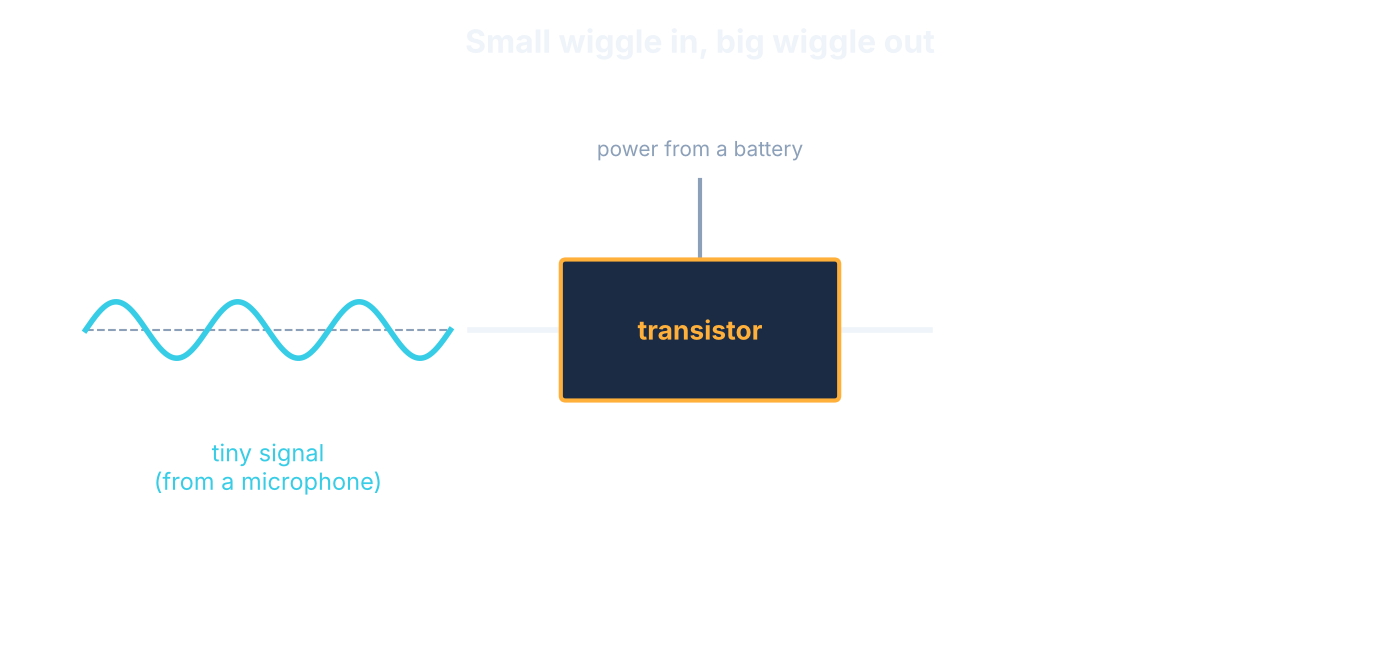 Small wiggle in, big wiggle out
power from a battery
transistor
tiny signal
(from a microphone)